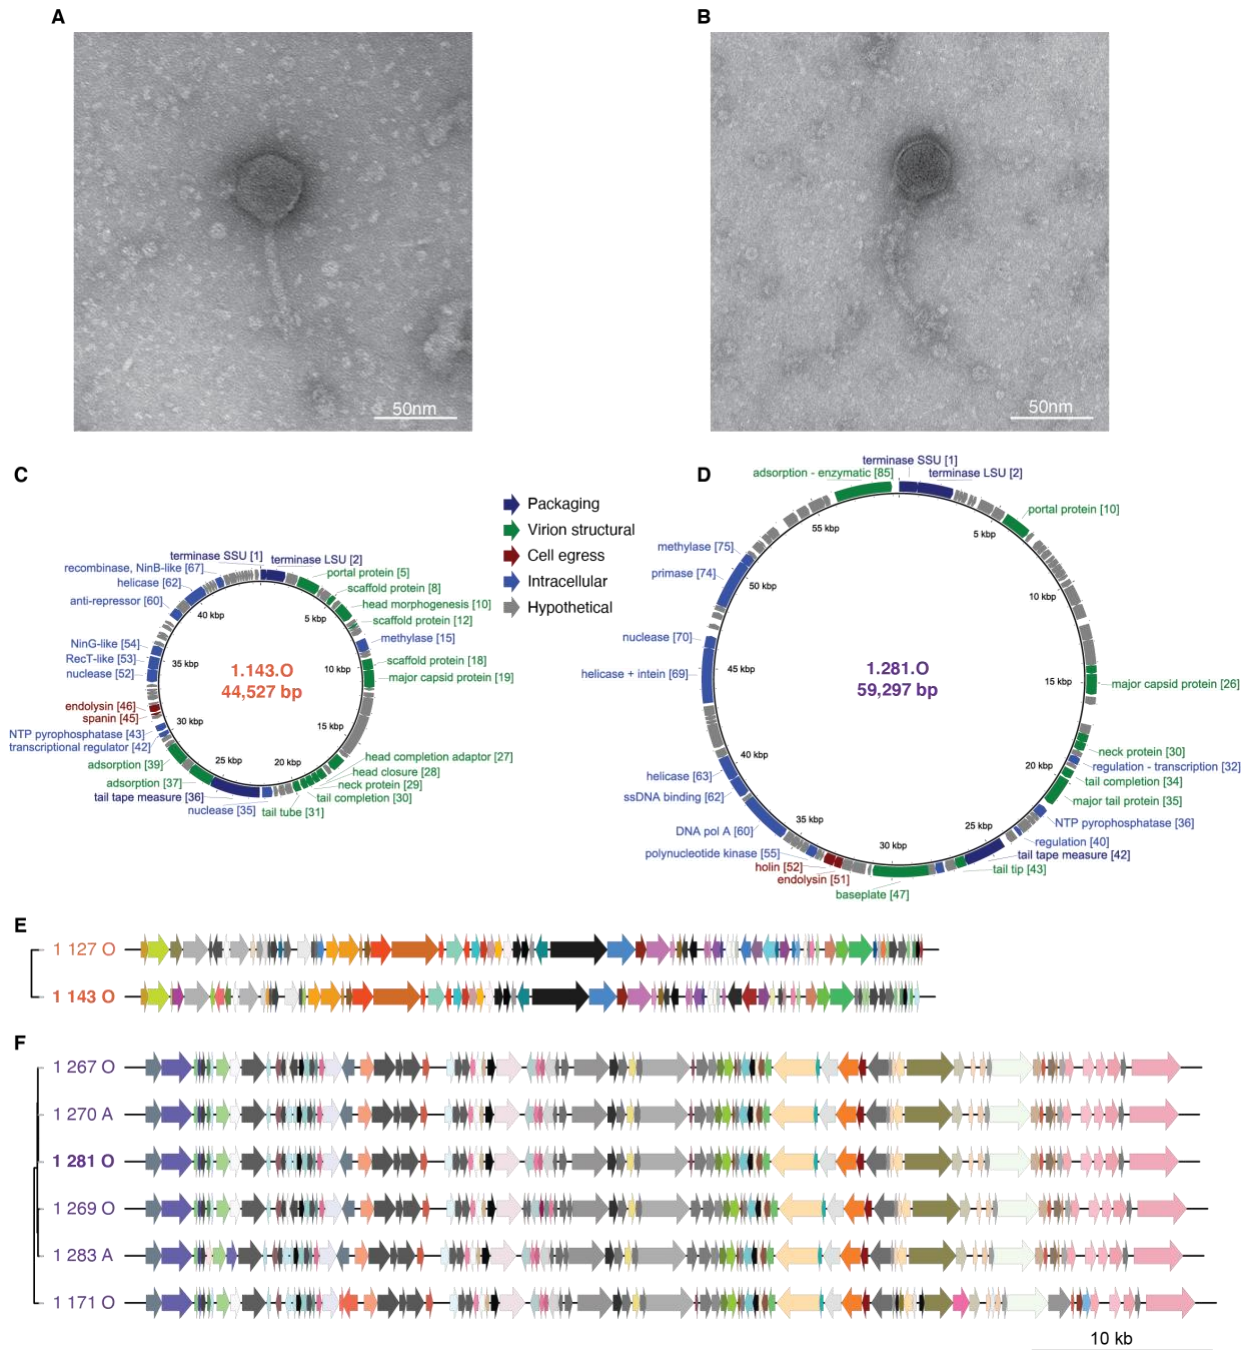 A
B
50nm
50nm
C
D
Packaging
Virion structural
Cell egress
Intracellular
Hypothetical
terminase SSU [1]
terminase LSU [2]
portal protein [5]
scaffold protein [8]
head morphogenesis [10]
scaffold protein [12]
methylase [15]
scaffold protein [18]
major capsid protein [19]
head completion adaptor [27]
head closure [28]
neck protein [29]
tail completion [30]
tail tube [31]
nuclease [35]
tail tape measure [36]
adsorption [37]
adsorption [39]
transcriptional regulator [42]
NTP pyrophosphatase [43]
spanin [45]
endolysin [46]
nuclease [52]
RecT-like [53]
NinG-like [54]
anti-repressor [60]
helicase [62]
recombinase, NinB-like [67]
5 kbp
10 kbp
15 kbp
20 kbp
25 kbp
30 kbp
35 kbp
40 kbp
1.143.O
44,527 bp
terminase SSU [1]
terminase LSU [2]
portal protein [10]
major capsid protein [26]
neck protein [30]
regulation - transcription [32]
tail completion [34]
major tail protein [35]
NTP pyrophosphatase [36]
regulation [40]
tail tape measure [42]
tail tip [43]
baseplate [47]
endolysin [51]
holin [52]
polynucleotide kinase [55]
DNA pol A [60]
ssDNA binding [62]
helicase [63]
helicase + intein [69]
nuclease [70]
primase [74]
methylase [75]
adsorption - enzymatic [85]
5 kbp
10 kbp
15 kbp
20 kbp
25 kbp
30 kbp
35 kbp
40 kbp
45 kbp
50 kbp
55 kbp
1.281.O
59,297 bp
E
1 127 O
1 143 O
F
1 267 O
1 270 A
1 281 O
1 269 O
1 283 A
1 171 O
10 kb